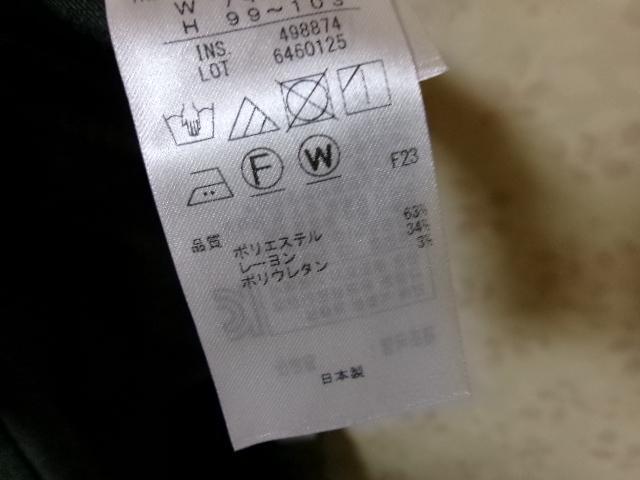 W
H 99~103
INS. 498874
LOT 6460125
F W F23
品質 ポリエステル 63%
レーヨン 34%
ポリウレタン 3%
日本製